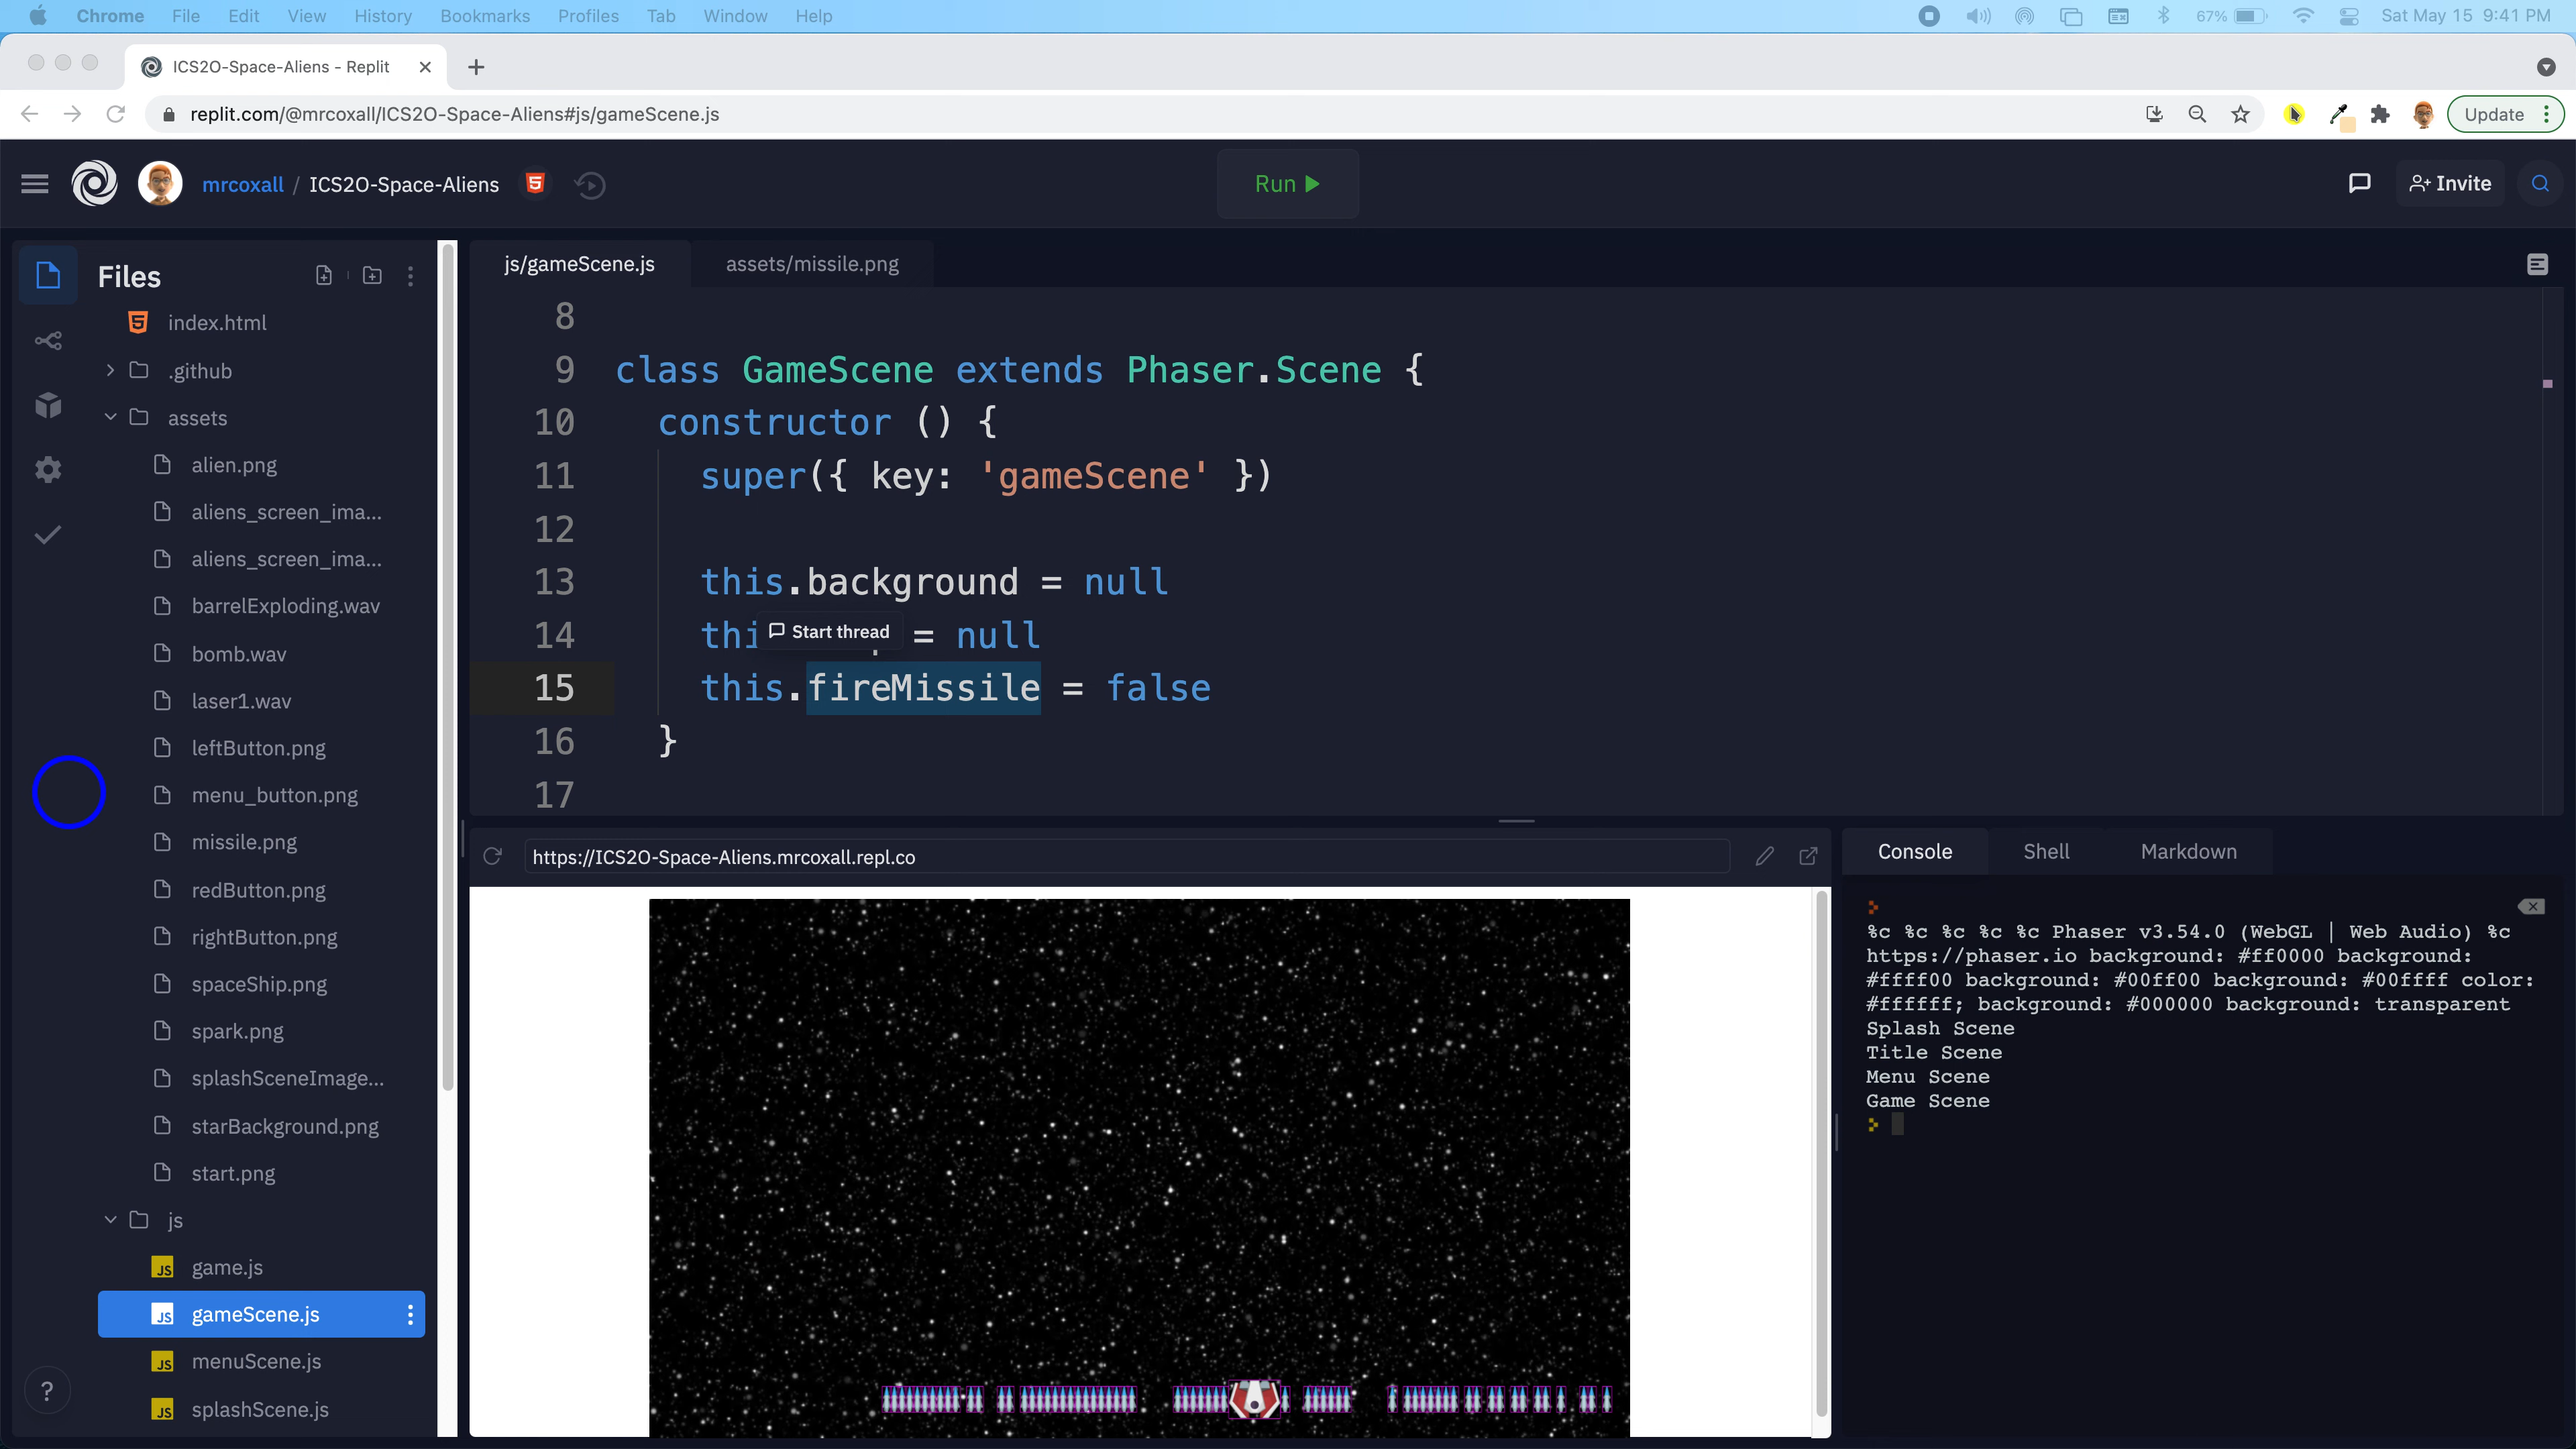 Chrome File Edit View History Bookmarks Profiles Tab Window Help 67% Sat May 15 9:41 PM
ICS2O-Space-Aliens - Replit
replit.com/@mrcoxall/ICS2O-Space-Aliens#js/gameScene.js Update
mrcoxall / ICS2O-Space-Aliens Run Invite
Files
index.html
.github
assets
alien.png
aliens_screen_ima...
aliens_screen_ima...
barrelExploding.wav
bomb.wav
laser1.wav
leftButton.png
menu_button.png
missile.png
redButton.png
rightButton.png
spaceShip.png
spark.png
splashSceneImage...
starBackground.png
start.png
js
JS game.js
JS gameScene.js
JS menuScene.js
JS splashScene.js
?
js/gameScene.js assets/missile.png
8
9 class GameScene extends Phaser.Scene {
10 constructor () {
11 super({ key: 'gameScene' })
12
13 this.background = null
14 thi = null
Start thread
15 this.fireMissile = false
16 }
17
https://ICS2O-Space-Aliens.mrcoxall.repl.co
Console Shell Markdown
%c %c %c %c %c Phaser v3.54.0 (WebGL | Web Audio) %c
https://phaser.io background: #ff0000 background:
#ffff00 background: #00ff00 background: #00ffff color:
#ffffff; background: #000000 background: transparent
Splash Scene
Title Scene
Menu Scene
Game Scene